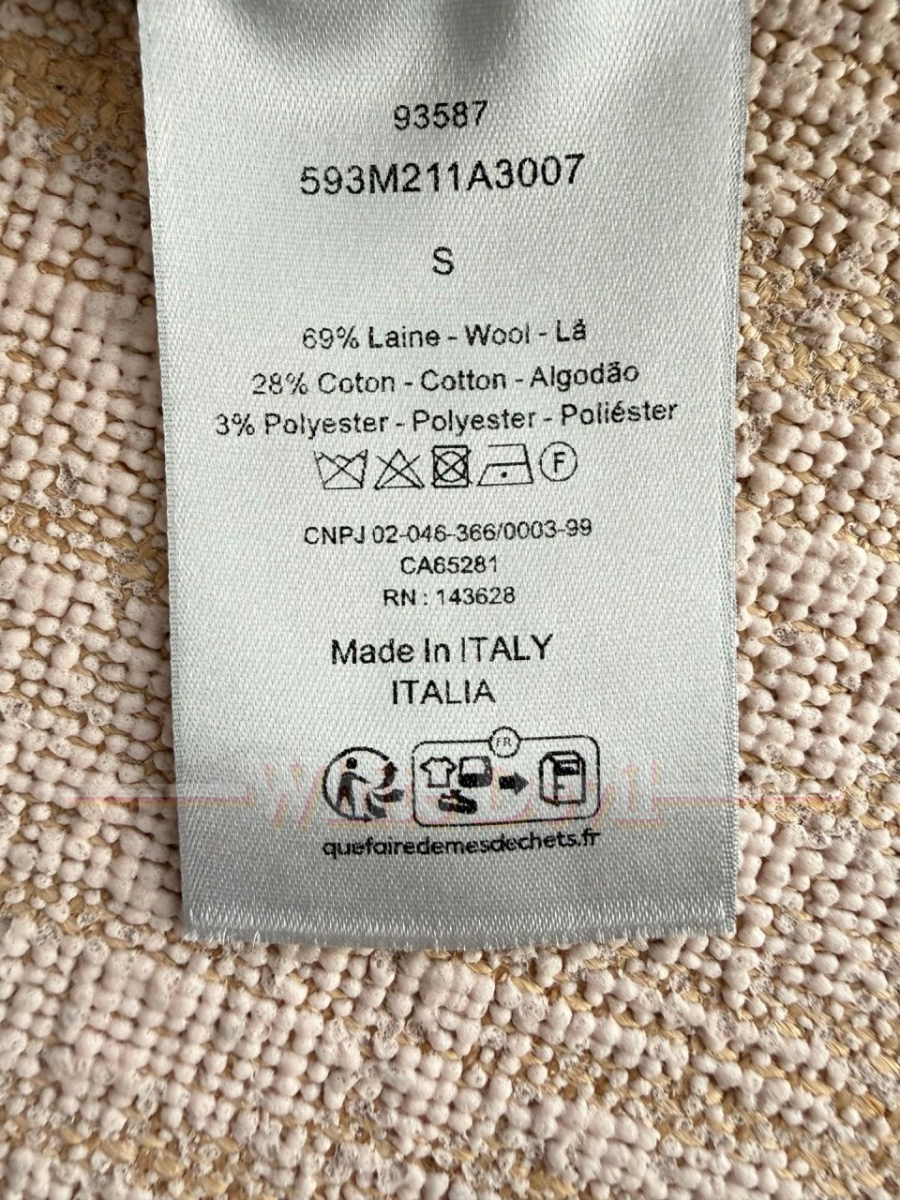 93587
593M211A3007
S
69% Laine - Wool - Lã
28% Coton - Cotton - Algodão
3% Polyester - Polyester - Poliéster
F
CNPJ 02-046-366/0003-99
CA65281
RN : 143628
Made In ITALY
ITALIA
FR
quefairedemesdechets.fr